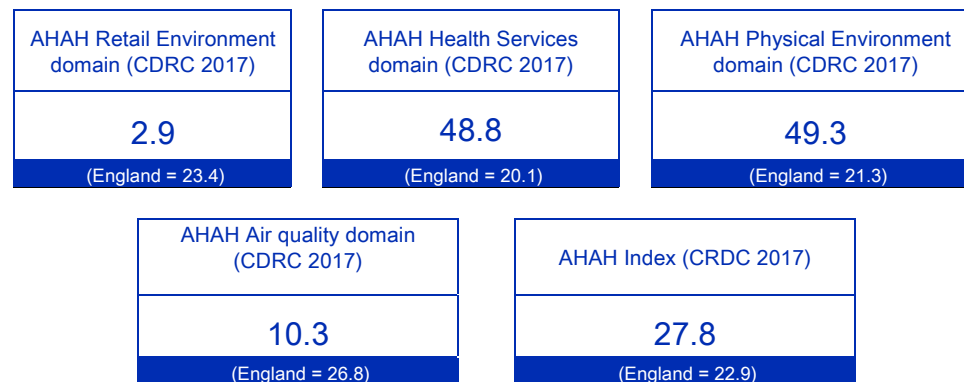 AHAH Retail Environment
domain (CDRC 2017)
2.9
(England = 23.4)
AHAH Health Services
domain (CDRC 2017)
48.8
(England = 20.1)
AHAH Physical Environment
domain (CDRC 2017)
49.3
(England = 21.3)
AHAH Air quality domain
(CDRC 2017)
10.3
(England = 26.8)
AHAH Index (CRDC 2017)
27.8
(England = 22.9)